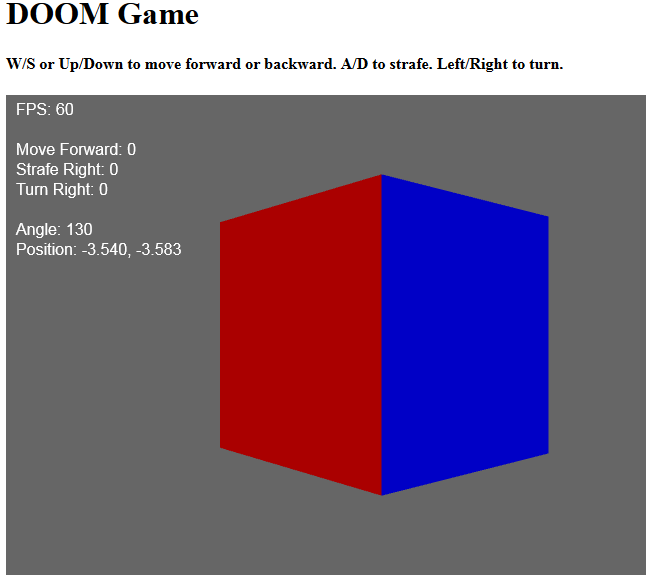 DOOM Game
W/S or Up/Down to move forward or backward. A/D to strafe. Left/Right to turn.
FPS: 60
Move Forward: 0
Strafe Right: 0
Turn Right: 0
Angle: 130
Position: -3.540, -3.583